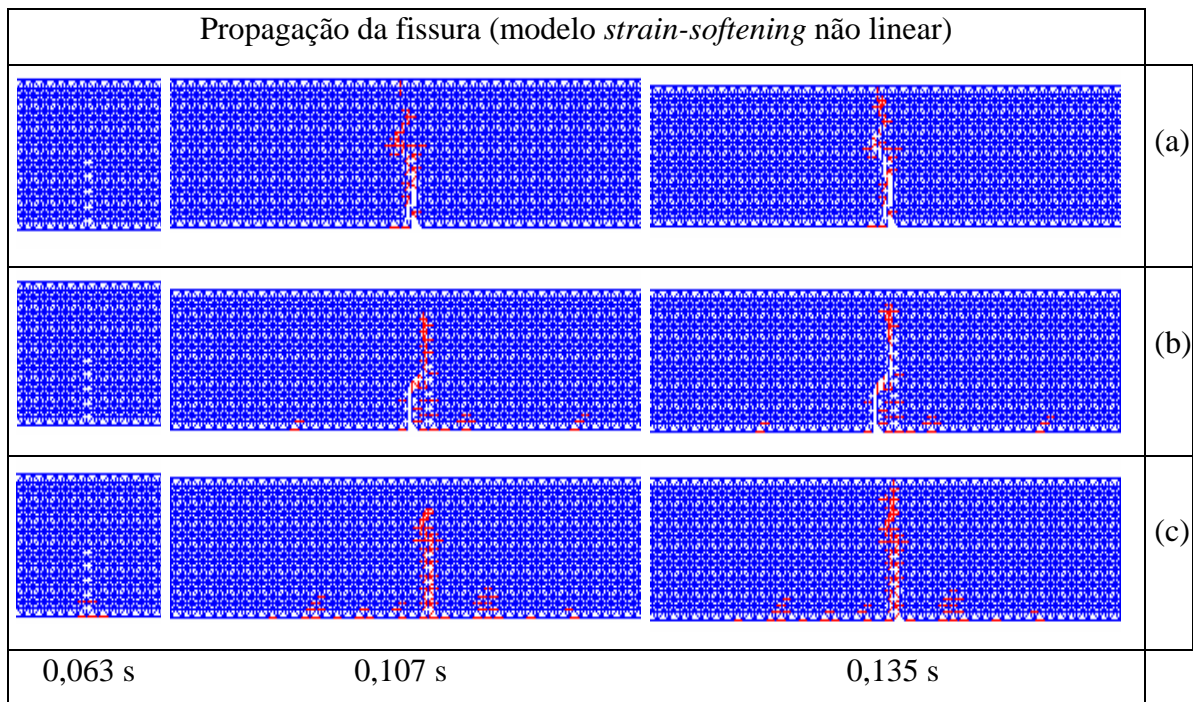 Propagação da fissura (modelo strain-softening não linear)
(a)
(b)
(c)
0,063 s
0,107 s
0,135 s